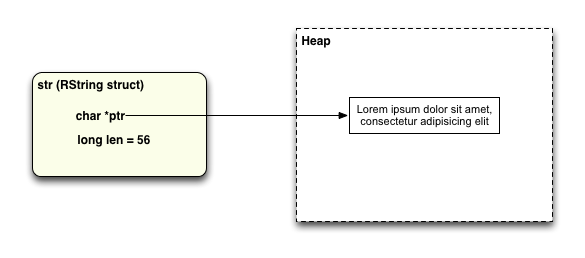 Heap
str (RString struct)
char *ptr
long len = 56
Lorem ipsum dolor sit amet,
consectetur adipisicing elit